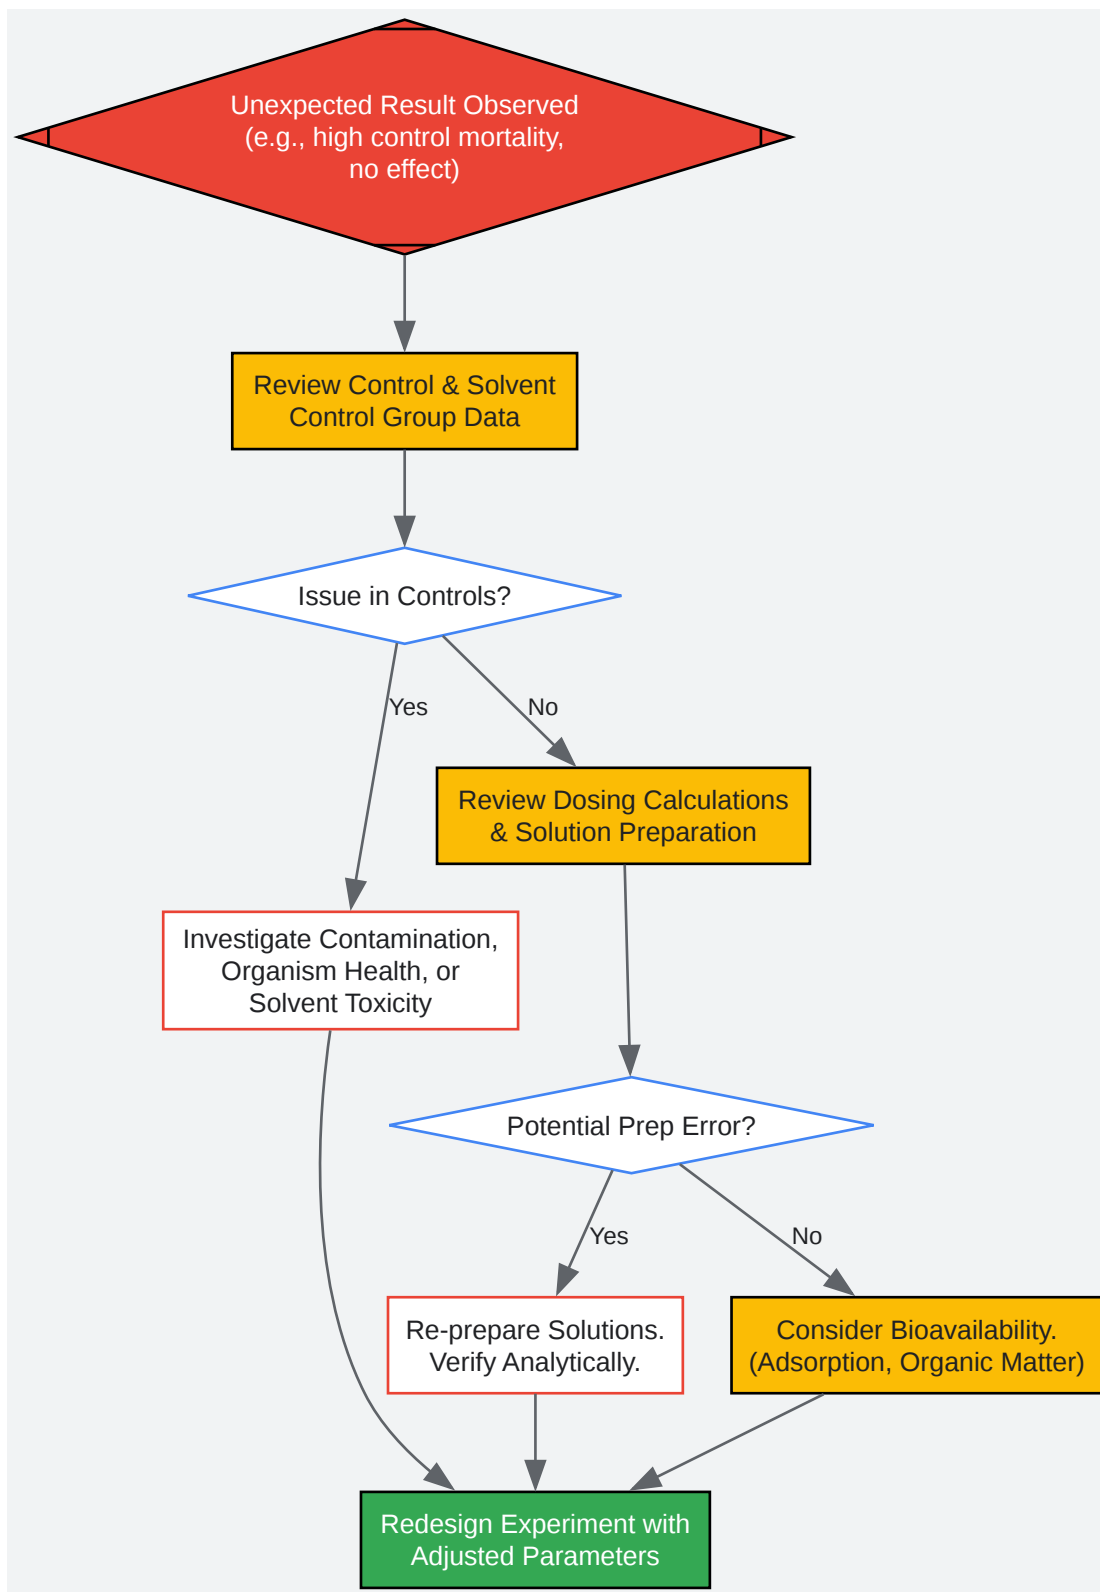 Unexpected Result Observed
(e.g., high control mortality,
no effect)
Review Control & Solvent
Control Group Data
Issue in Controls?
Yes
No
Review Dosing Calculations
& Solution Preparation
Investigate Contamination,
Organism Health, or
Solvent Toxicity
Potential Prep Error?
Yes
No
Re-prepare Solutions.
Verify Analytically.
Consider Bioavailability.
(Adsorption, Organic Matter)
Redesign Experiment with
Adjusted Parameters